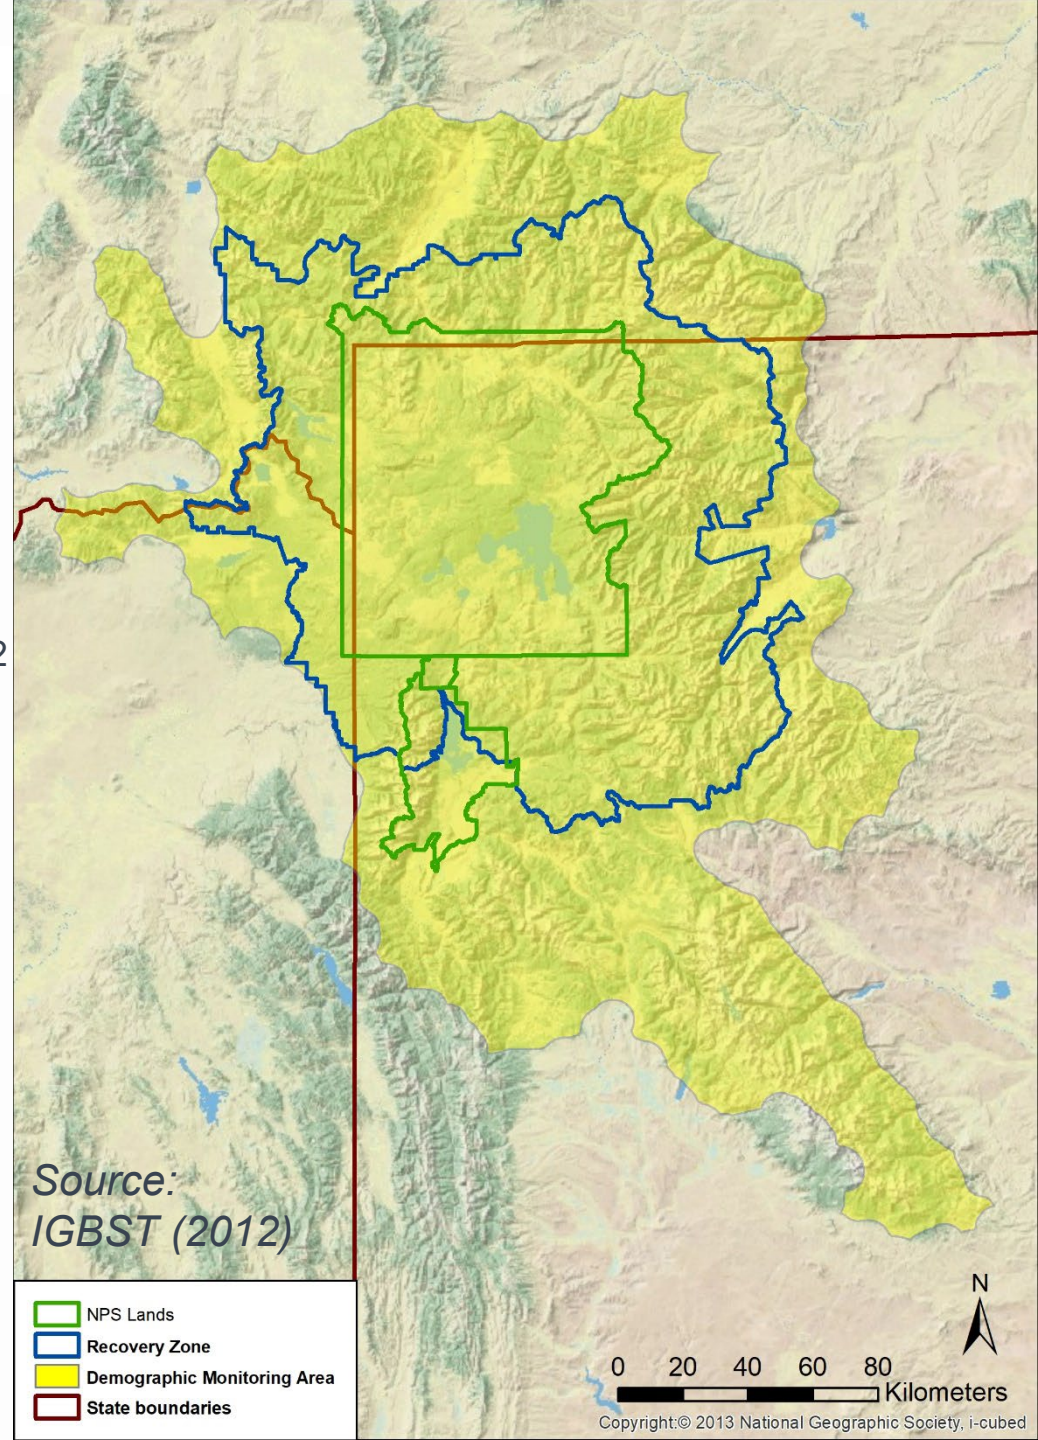 2
Source:
IGBST (2012)
NPS Lands
Recovery Zone
Demographic Monitoring Area
State boundaries
N
0 20 40 60 80
Kilometers
Copyright:© 2013 National Geographic Society, i-cubed